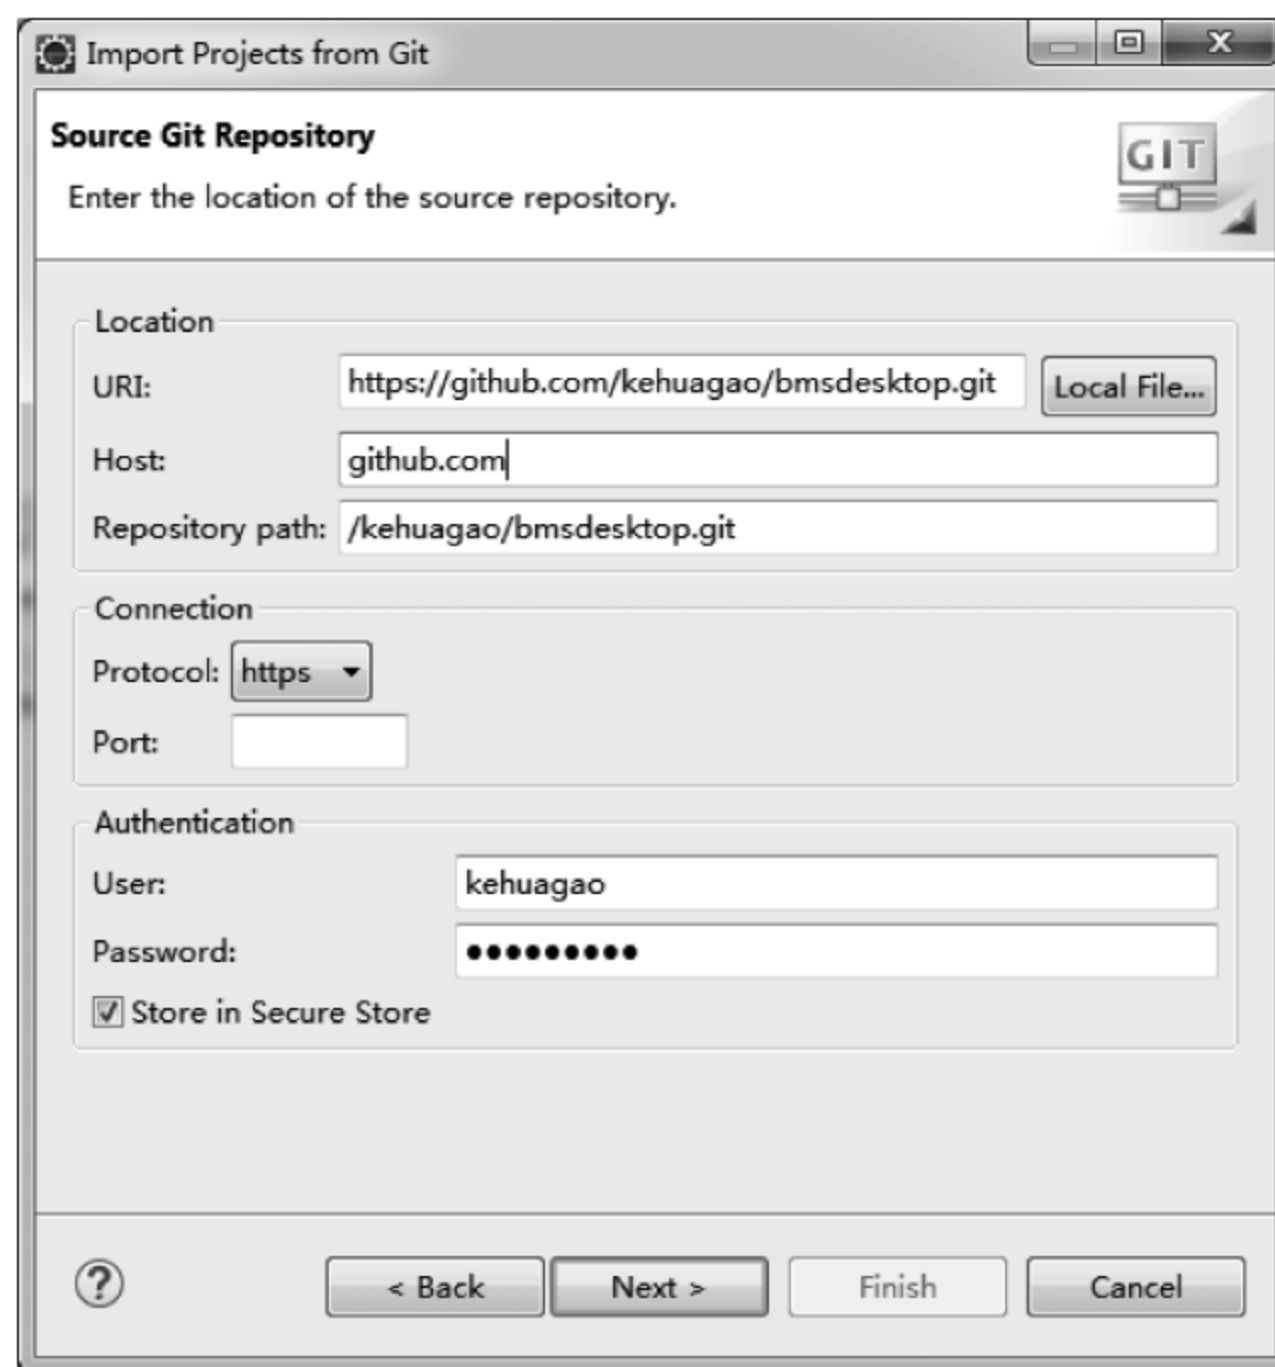 Import Projects from Git
Source Git Repository
Enter the location of the source repository.
GIT
Location
URI: https://github.com/kehuagao/bmsdesktop.git Local File...
Host: github.com
Repository path: /kehuagao/bmsdesktop.git
Connection
Protocol: https
Port:
Authentication
User: kehuagao
Password: ●●●●●●●●●
Store in Secure Store
? < Back Next > Finish Cancel